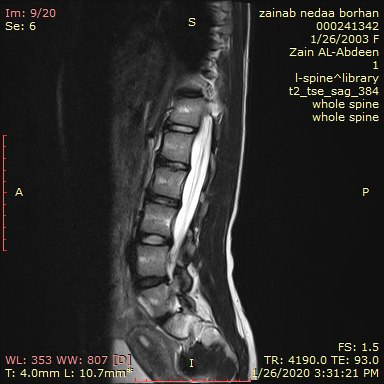 Im: 9/20
Se: 6
S
zainab nedaa borhan
000241342
1/26/2003 F
Zain AL-Abdeen
1
l-spine^library
t2_tse_sag_384
whole spine
whole spine
A
P
WL: 353 WW: 807 [D]
T: 4.0mm L: 10.7mm
I
FS: 1.5
TR: 4190.0 TE: 93.0
1/26/2020 3:31:21 PM